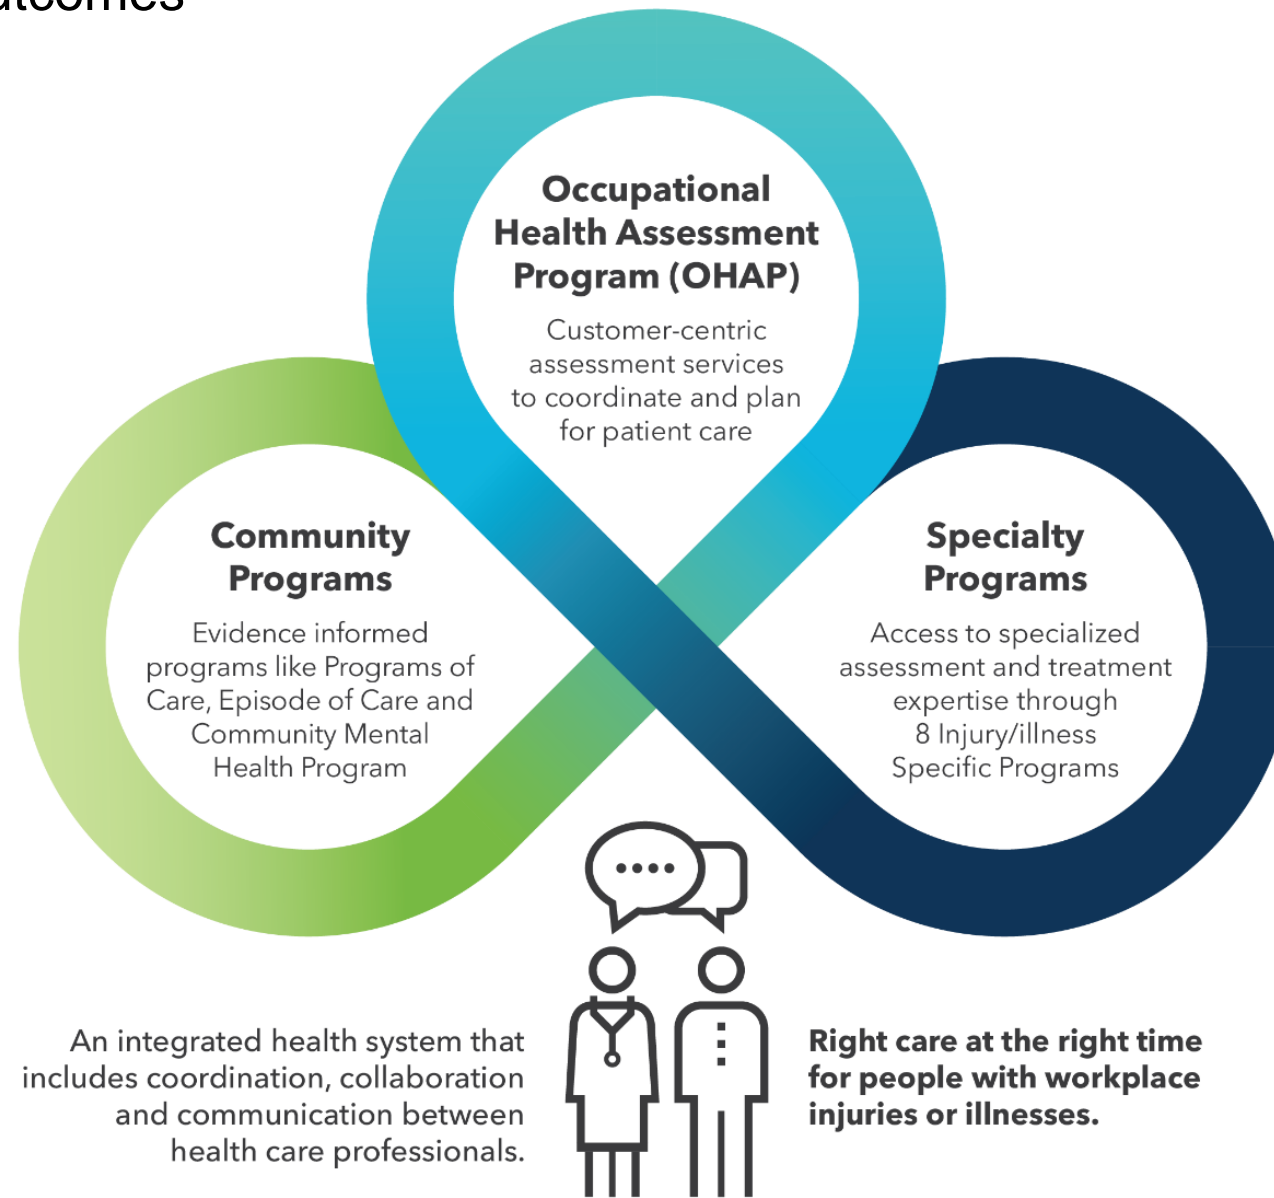 Occupational
Health Assessment
Program (OHAP)
Customer-centric
assessment services
to coordinate and plan
for patient care
Community
Programs
Evidence informed
programs like Programs of
Care, Episode of Care and
Community Mental
Health Program
Specialty
Programs
Access to specialized
assessment and treatment
expertise through
8 Injury/illness
Specific Programs
An integrated health system that
includes coordination, collaboration
and communication between
health care professionals.
Right care at the right time
for people with workplace
injuries or illnesses.